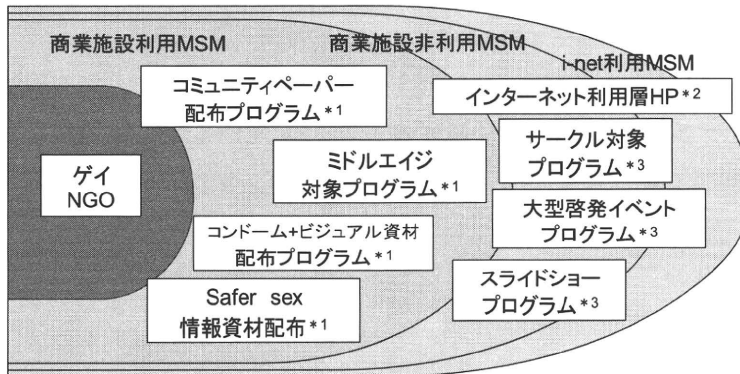 商業施設利用MSM
商業施設非利用MSM
i-net利用MSM
コミュニティペーパー
配布プログラム*1
インターネット利用層HP*2
サークル対象
プログラム*3
ミドルエイジ
対象プログラム*1
ゲイ
NGO
大型啓発イベント
プログラム*3
コンドーム+ビジュアル資材
配布プログラム*1
スライドショー
プログラム*3
Safer sex
情報資材配布*1